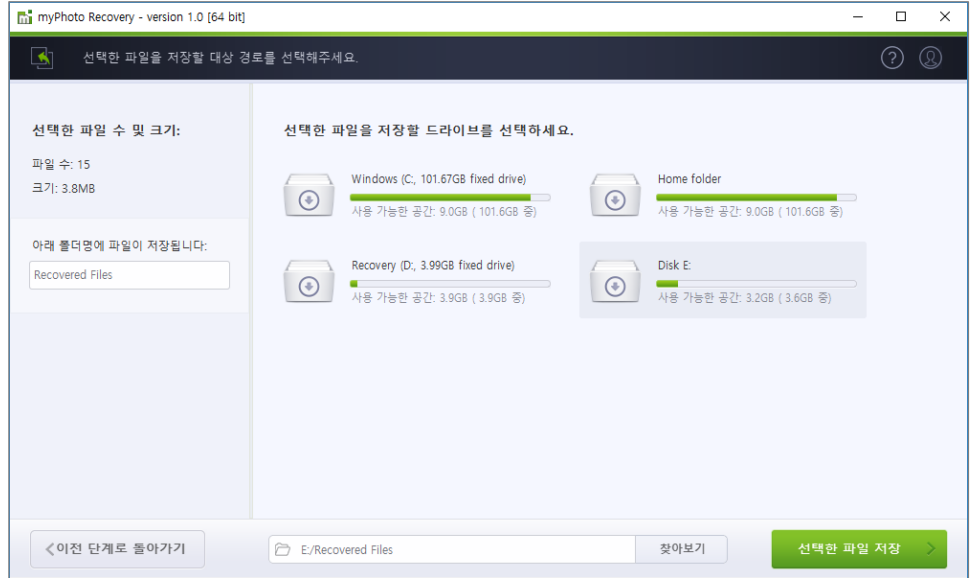 myPhoto Recovery - version 1.0 [64 bit]
선택한 파일을 저장할 대상 경로를 선택해주세요.
선택한 파일 수 및 크기:
파일 수: 15
크기: 3.8MB
아래 폴더명에 파일이 저장됩니다:
Recovered Files
선택한 파일을 저장할 드라이브를 선택하세요.
Windows (C:, 101.67GB fixed drive)
사용 가능한 공간: 9.0GB ( 101.6GB 중)
Home folder
사용 가능한 공간: 9.0GB ( 101.6GB 중)
Recovery (D:, 3.99GB fixed drive)
사용 가능한 공간: 3.9GB ( 3.9GB 중)
Disk E:
사용 가능한 공간: 3.2GB ( 3.6GB 중)
이전 단계로 돌아가기
E:/Recovered Files
찾아보기
선택한 파일 저장